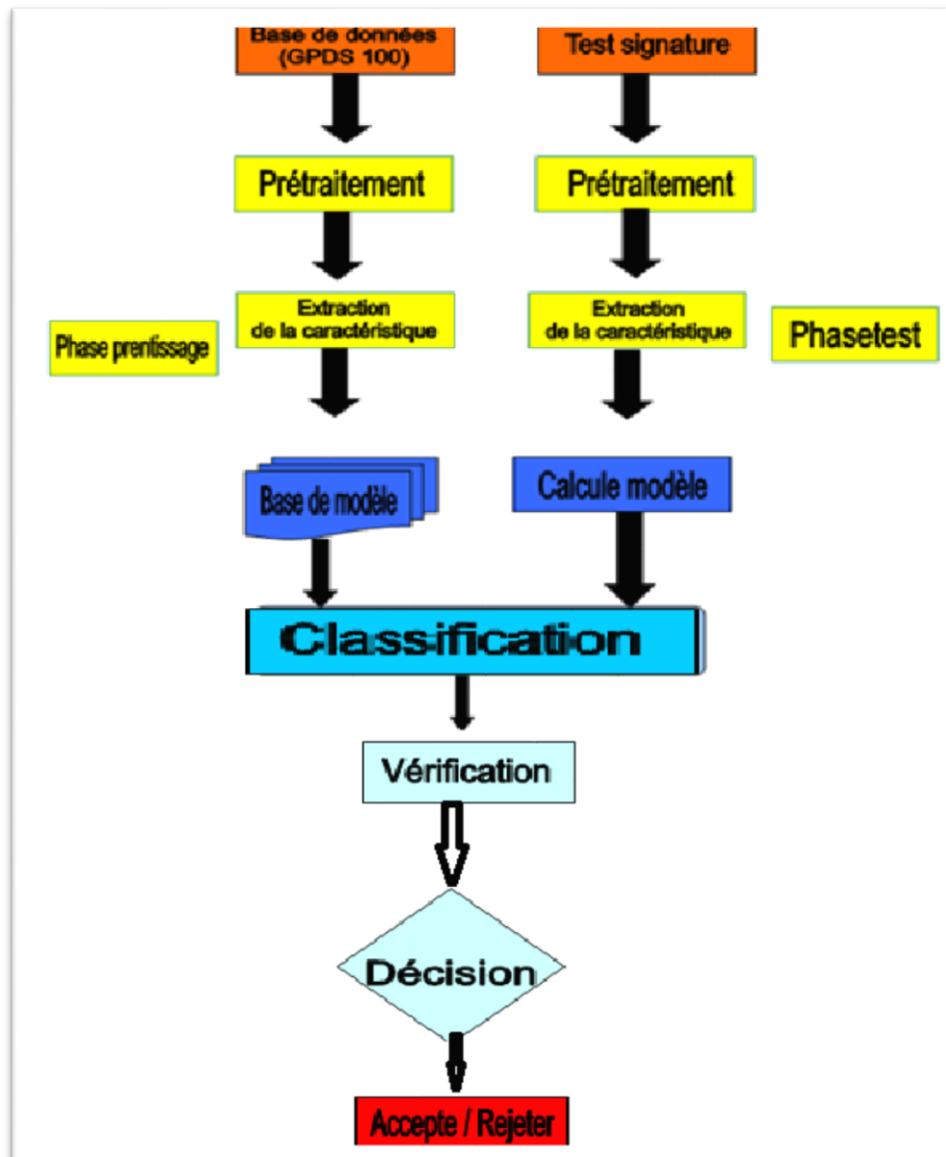 Base de données
(GPDS 100)
Test signature
Prétraitement
Prétraitement
Extraction
de la caractéristique
Extraction
de la caractéristique
Phase prentissage
Phasetest
Base de modèle
Calcule modèle
Classification
Vérification
Décision
Accepte / Rejeter